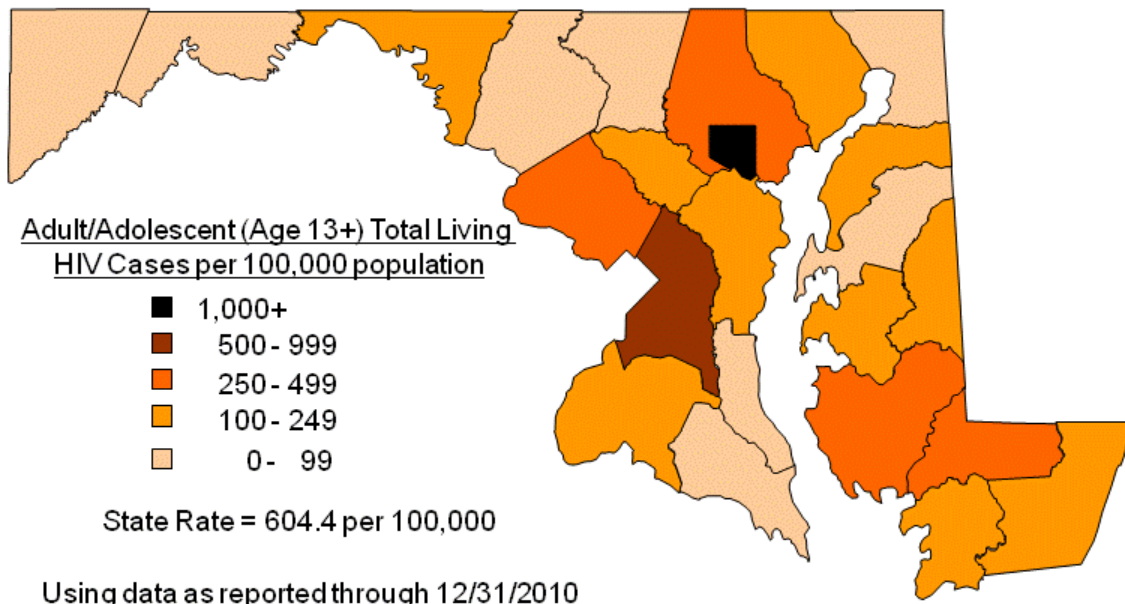 Adult/Adolescent (Age 13+) Total Living
HIV Cases per 100,000 population
1,000+
500 - 999
250 - 499
100 - 249
0 - 99
State Rate = 604.4 per 100,000
Using data as reported through 12/31/2010